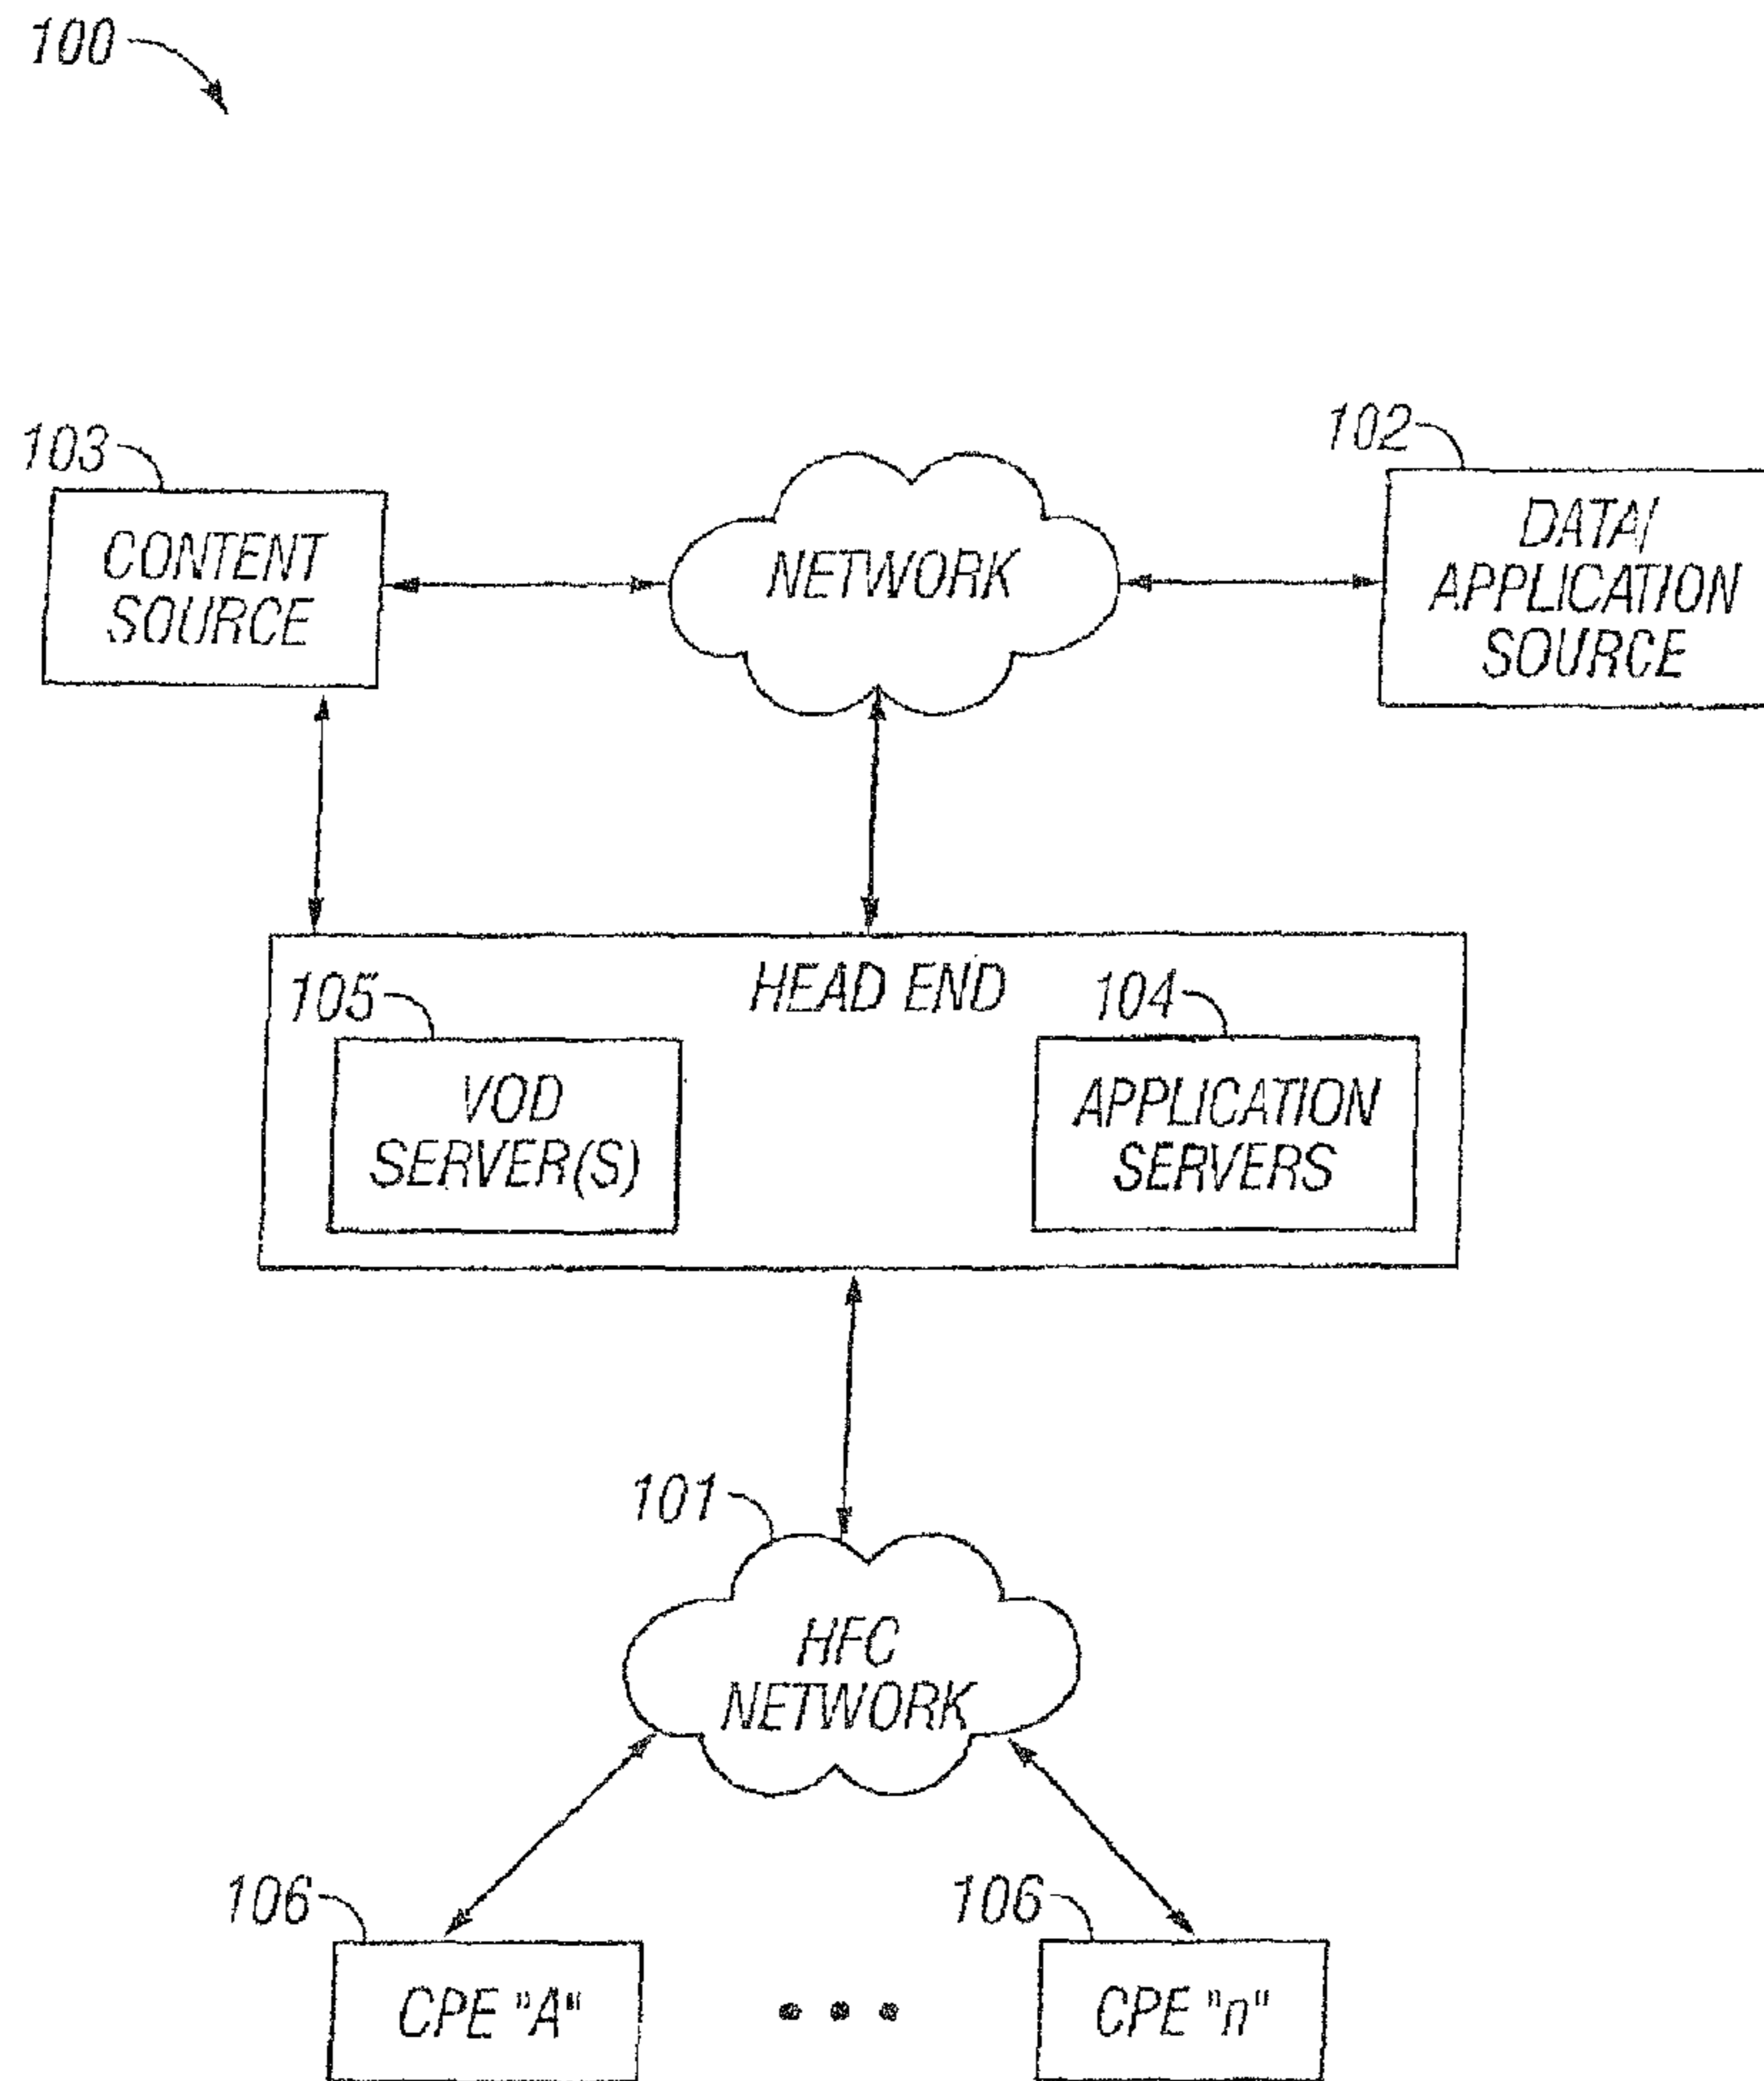 100
103
102
CONTENT
SOURCE
NETWORK
DATA/
APPLICATION
SOURCE
HEAD END
105
104
VOD
SERVER(S)
APPLICATION
SERVERS
101
HFC
NETWORK
106
106
CPE "A"
CPE "n"